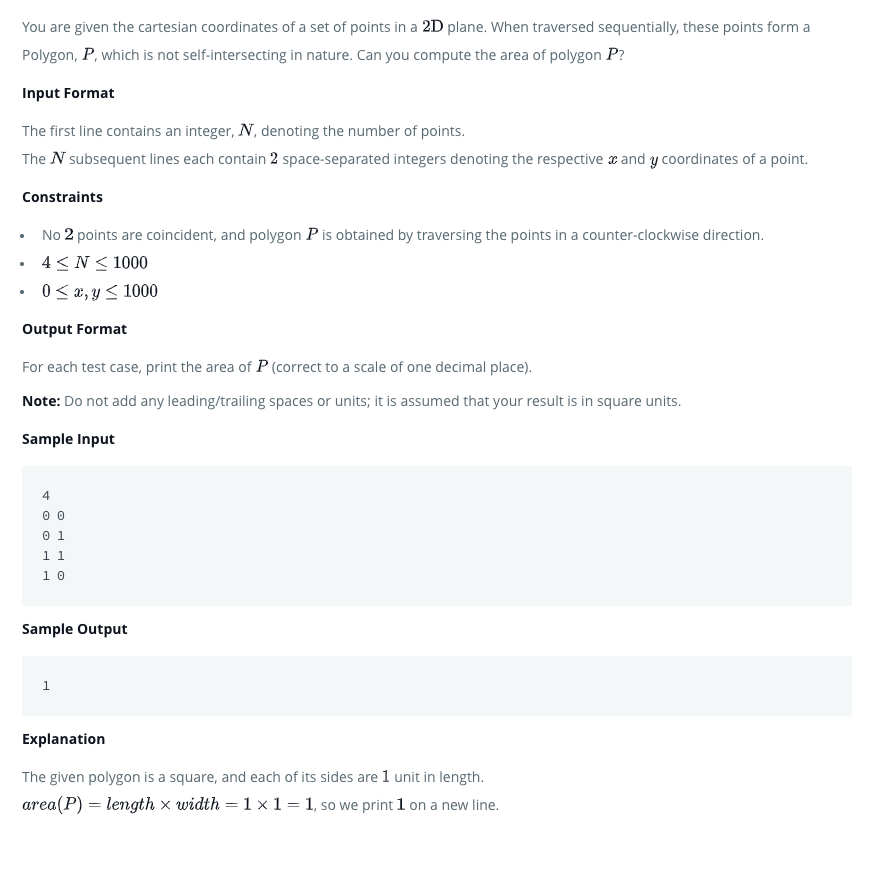 You are given the cartesian coordinates of a set of points in a 2D plane. When traversed sequentially, these points form a
Polygon, P, which is not self-intersecting in nature. Can you compute the area of polygon P?
Input Format
The first line contains an integer, N, denoting the number of points.
The N subsequent lines each contain 2 space-separated integers denoting the respective x and y coordinates of a point.
Constraints
• No 2 points are coincident, and polygon P is obtained by traversing the points in a counter-clockwise direction.
• 4 ≤ N ≤ 1000
• 0 ≤ x, y ≤ 1000
Output Format
For each test case, print the area of P (correct to a scale of one decimal place).
Note: Do not add any leading/trailing spaces or units; it is assumed that your result is in square units.
Sample Input
4
0 0
0 1
1 1
1 0
Sample Output
1
Explanation
The given polygon is a square, and each of its sides are 1 unit in length.
area(P) = length × width = 1 × 1 = 1, so we print 1 on a new line.